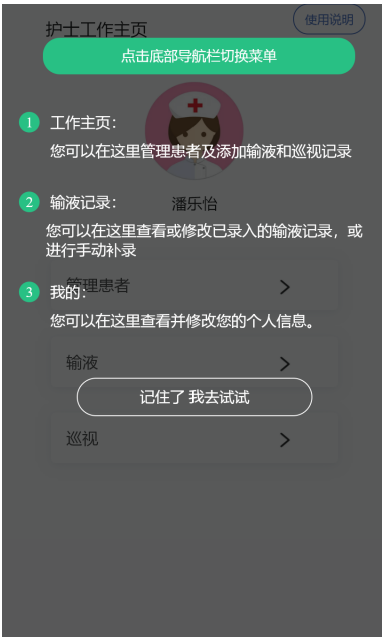 护士工作主页
使用说明
点击底部导航栏切换菜单
1 工作主页：
您可以在这里管理患者及添加输液和巡视记录
2 输液记录：
潘乐怡
您可以在这里查看或修改已录入的输液记录，或
进行手动补录
管理患者
3 我的：
您可以在这里查看并修改您的个人信息。
输液
记住了 我去试试
巡视